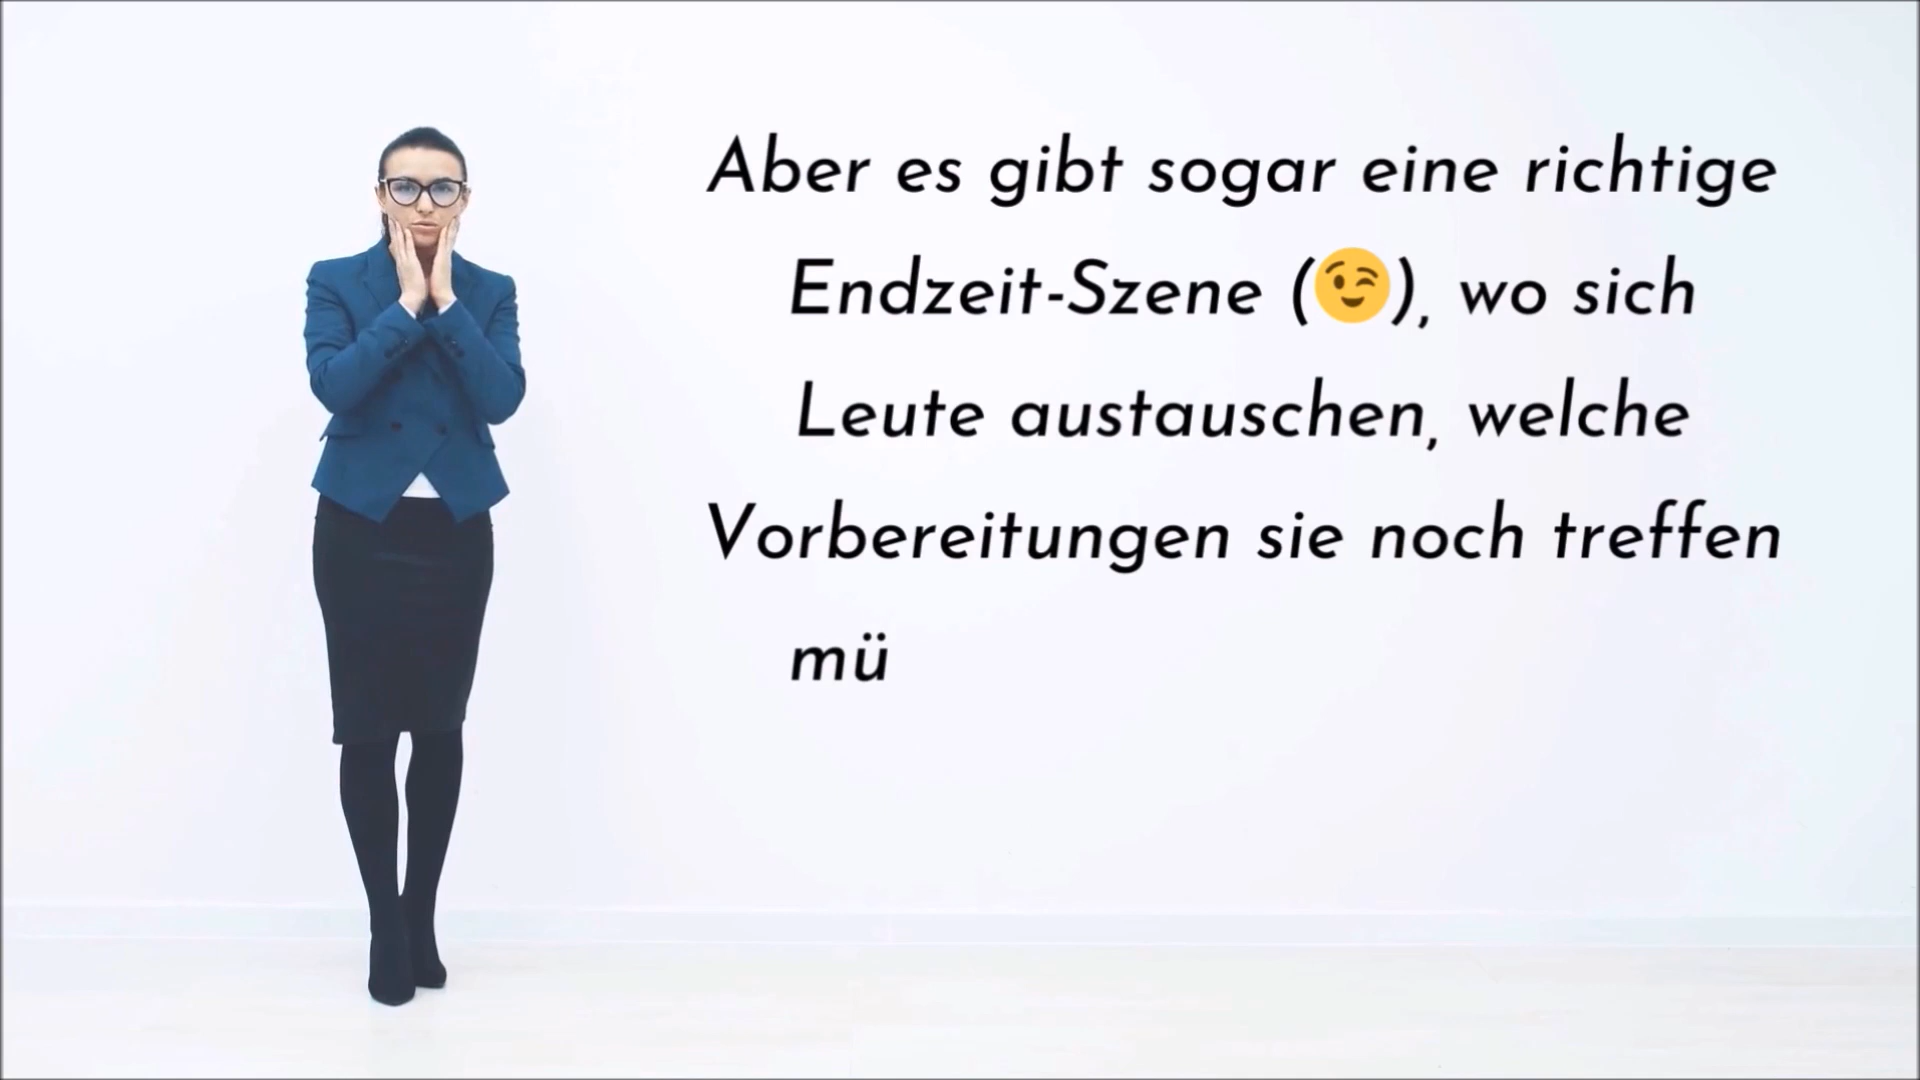 Aber es gibt sogar eine richtige
Endzeit-Szene (😉), wo sich
Leute austauschen, welche
Vorbereitungen sie noch treffen
mü